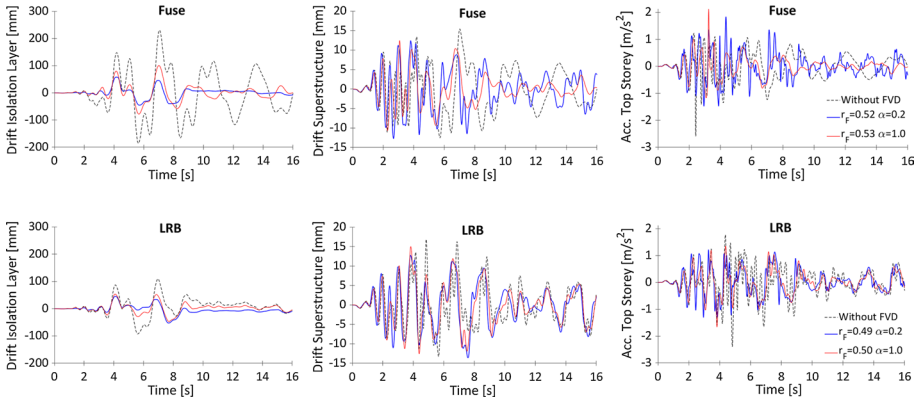 Fuse
Drift Isolation Layer [mm]
300
200
100
0
-100
-200
0 2 4 6 8 10 12 14 16
Time [s]
Fuse
Drift Superstructure [mm]
20
15
10
5
0
-5
-10
-15
0 2 4 6 8 10 12 14 16
Time [s]
Fuse
Acc. Top Storey [m/s²]
2
1
0
-1
-2
-3
0 2 4 6 8 10 12 14 16
Time [s]
Without FVD
r_F=0.52 α=0.2
r_F=0.53 α=1.0
LRB
Drift Isolation Layer [mm]
300
200
100
0
-100
-200
0 2 4 6 8 10 12 14 16
Time [s]
LRB
Drift Superstructure [mm]
20
15
10
5
0
-5
-10
-15
0 2 4 6 8 10 12 14 16
Time [s]
LRB
Acc. Top Storey [m/s²]
2
1
0
-1
-2
-3
0 2 4 6 8 10 12 14 16
Time [s]
Without FVD
r_F=0.49 α=0.2
r_F=0.50 α=1.0